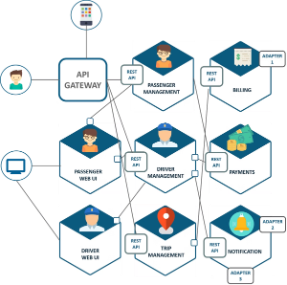 API
GATEWAY
REST
API
PASSENGER
MANAGEMENT
REST
API
BILLING
ADAPTER
1
PASSENGER
WEB UI
REST
API
DRIVER
MANAGEMENT
REST
API
PAYMENTS
DRIVER
WEB UI
REST
API
TRIP
MANAGEMENT
REST
API
NOTIFICATION
ADAPTER
2
ADAPTER
3